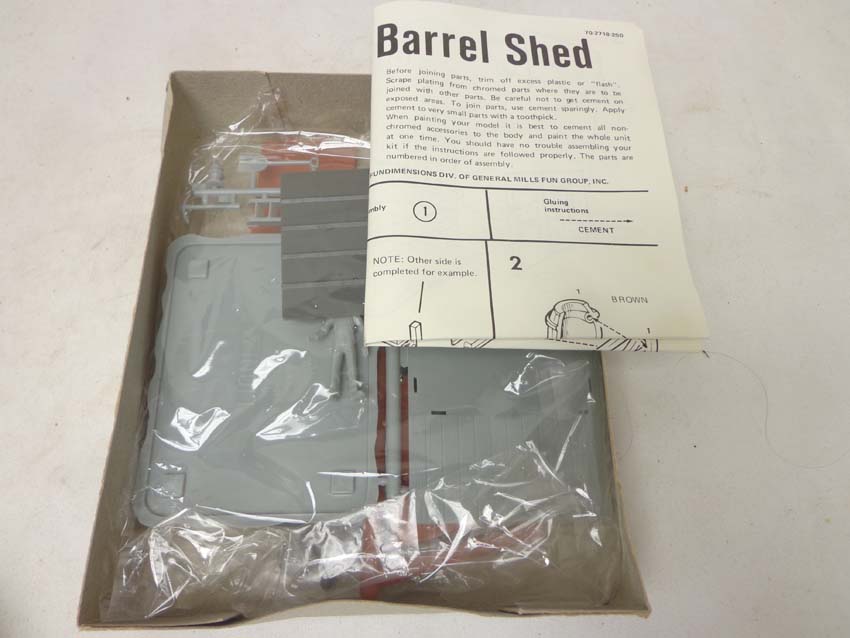 70-2718-250
Barrel Shed
Before joining parts, trim off excess plastic or "flash".
Scrape plating from chromed parts where they are to be
joined with other parts. Be careful not to get cement on
exposed areas. To join parts, use cement sparingly. Apply
cement to very small parts with a toothpick.
When painting your model it is best to cement all non-
chromed accessories to the body and paint the whole unit
at one time. You should have no trouble assembling your
kit if the instructions are followed properly. The parts are
numbered in order of assembly.
FUNDIMENSIONS DIV. OF GENERAL MILLS FUN GROUP, INC.
mbly 1
Gluing
instructions
CEMENT
NOTE: Other side is
completed for example.
2
1
BROWN
1